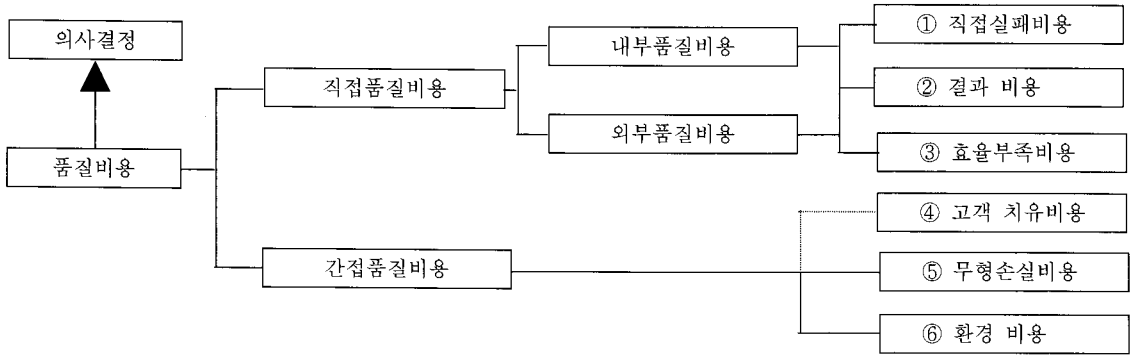 의사결정
품질비용
직접품질비용
간접품질비용
내부품질비용
외부품질비용
① 직접실패비용
② 결과 비용
③ 효율부족비용
④ 고객 치유비용
⑤ 무형손실비용
⑥ 환경 비용